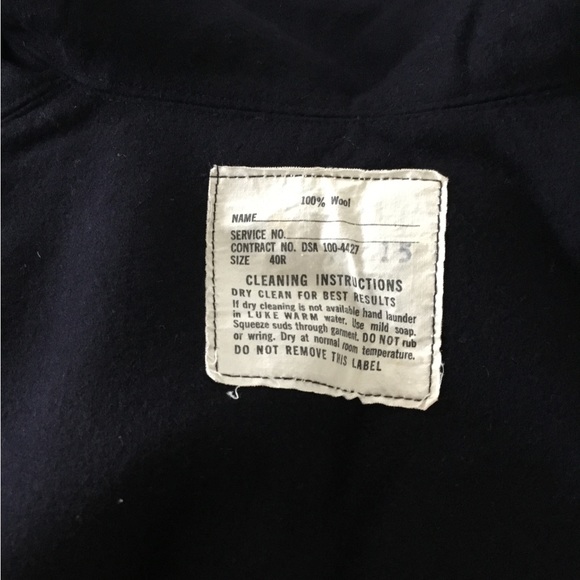 100% Wool
NAME
SERVICE NO.
CONTRACT NO. DSA 100-4427 15
SIZE 40R
CLEANING INSTRUCTIONS
DRY CLEAN FOR BEST RESULTS
If dry cleaning is not available hand launder
in LUKE WARM water. Use mild soap.
Squeeze suds through garment. DO NOT rub
or wring. Dry at normal room temperature.
DO NOT REMOVE THIS LABEL